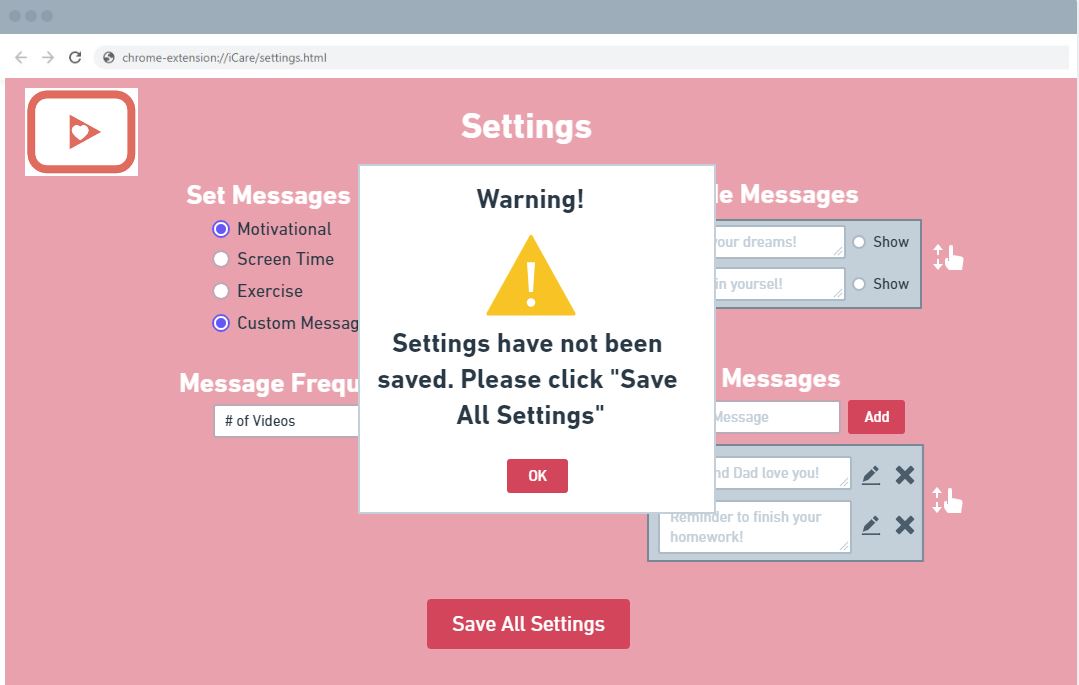 chrome-extension://iCare/settings.html
Settings
Set Messages
Motivational
Screen Time
Exercise
Custom Messag
Message Frequ
# of Videos
Warning!
!
Settings have not been
saved. Please click "Save
All Settings"
OK
le Messages
your dreams!
Show
in yoursel!
Show
Messages
Message
Add
nd Dad love you!
Reminder to finish your
homework!
Save All Settings